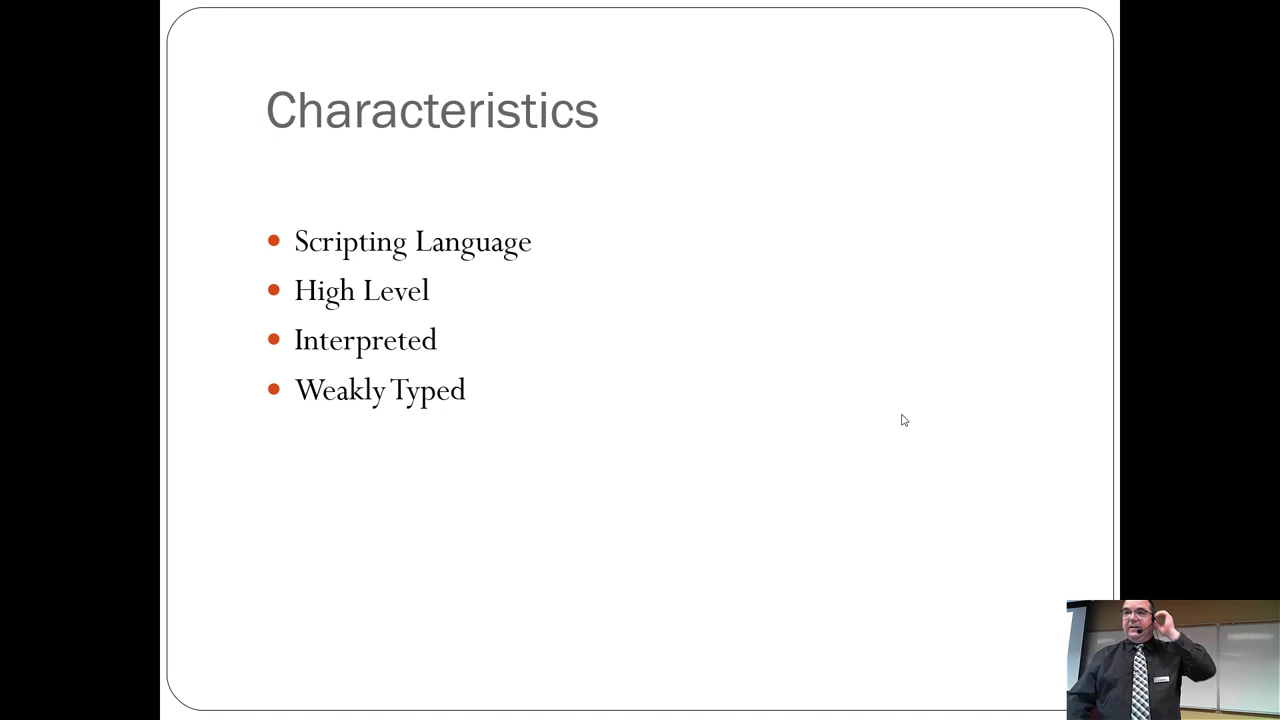 Characteristics
Scripting Language
High Level
Interpreted
Weakly Typed